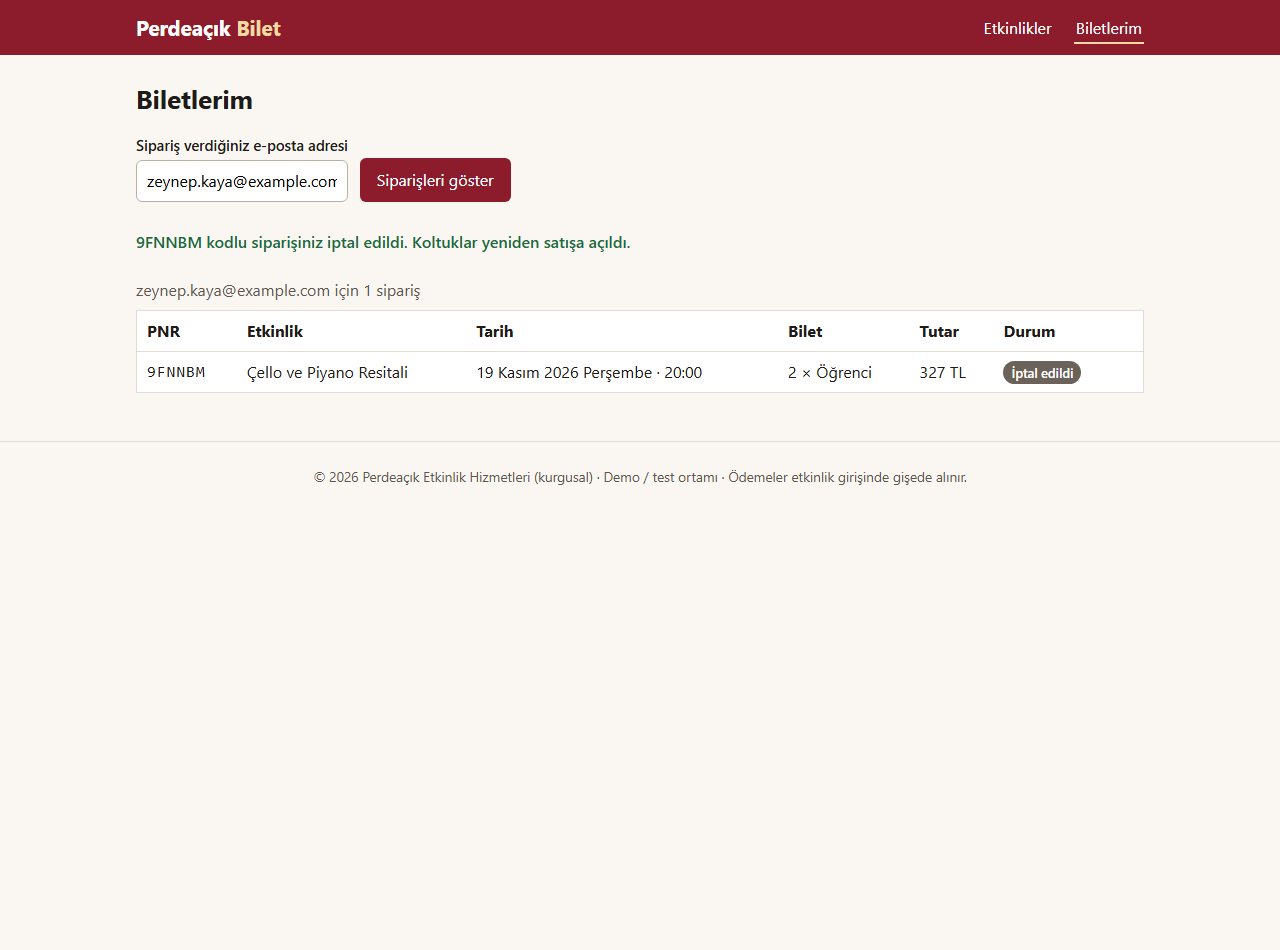 Perdeaçık Bilet
Etkinlikler Biletlerim
Biletlerim
Sipariş verdiğiniz e-posta adresi
zeynep.kaya@example.com Siparişleri göster
9FNNBM kodlu siparişiniz iptal edildi. Koltuklar yeniden satışa açıldı.
zeynep.kaya@example.com için 1 sipariş
PNR Etkinlik Tarih Bilet Tutar Durum
9FNNBM Çello ve Piyano Resitali 19 Kasım 2026 Perşembe · 20:00 2 × Öğrenci 327 TL İptal edildi
© 2026 Perdeaçık Etkinlik Hizmetleri (kurgusal) · Demo / test ortamı · Ödemeler etkinlik girişinde gişede alınır.